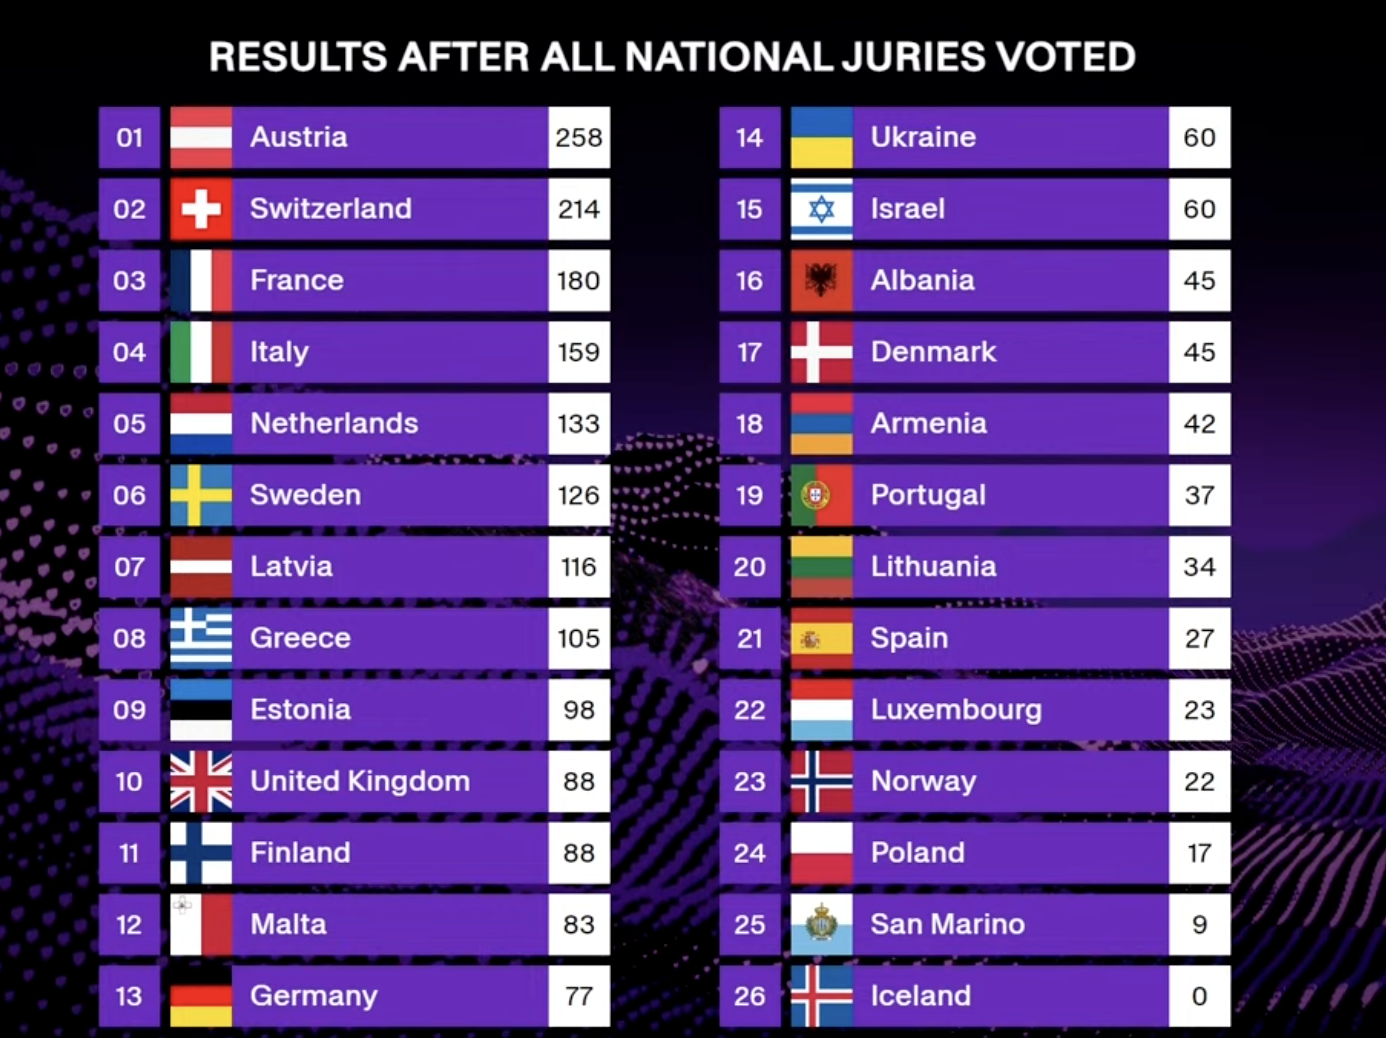 RESULTS AFTER ALL NATIONAL JURIES VOTED
01 Austria 258
02 Switzerland 214
03 France 180
04 Italy 159
05 Netherlands 133
06 Sweden 126
07 Latvia 116
08 Greece 105
09 Estonia 98
10 United Kingdom 88
11 Finland 88
12 Malta 83
13 Germany 77
14 Ukraine 60
15 Israel 60
16 Albania 45
17 Denmark 45
18 Armenia 42
19 Portugal 37
20 Lithuania 34
21 Spain 27
22 Luxembourg 23
23 Norway 22
24 Poland 17
25 San Marino 9
26 Iceland 0